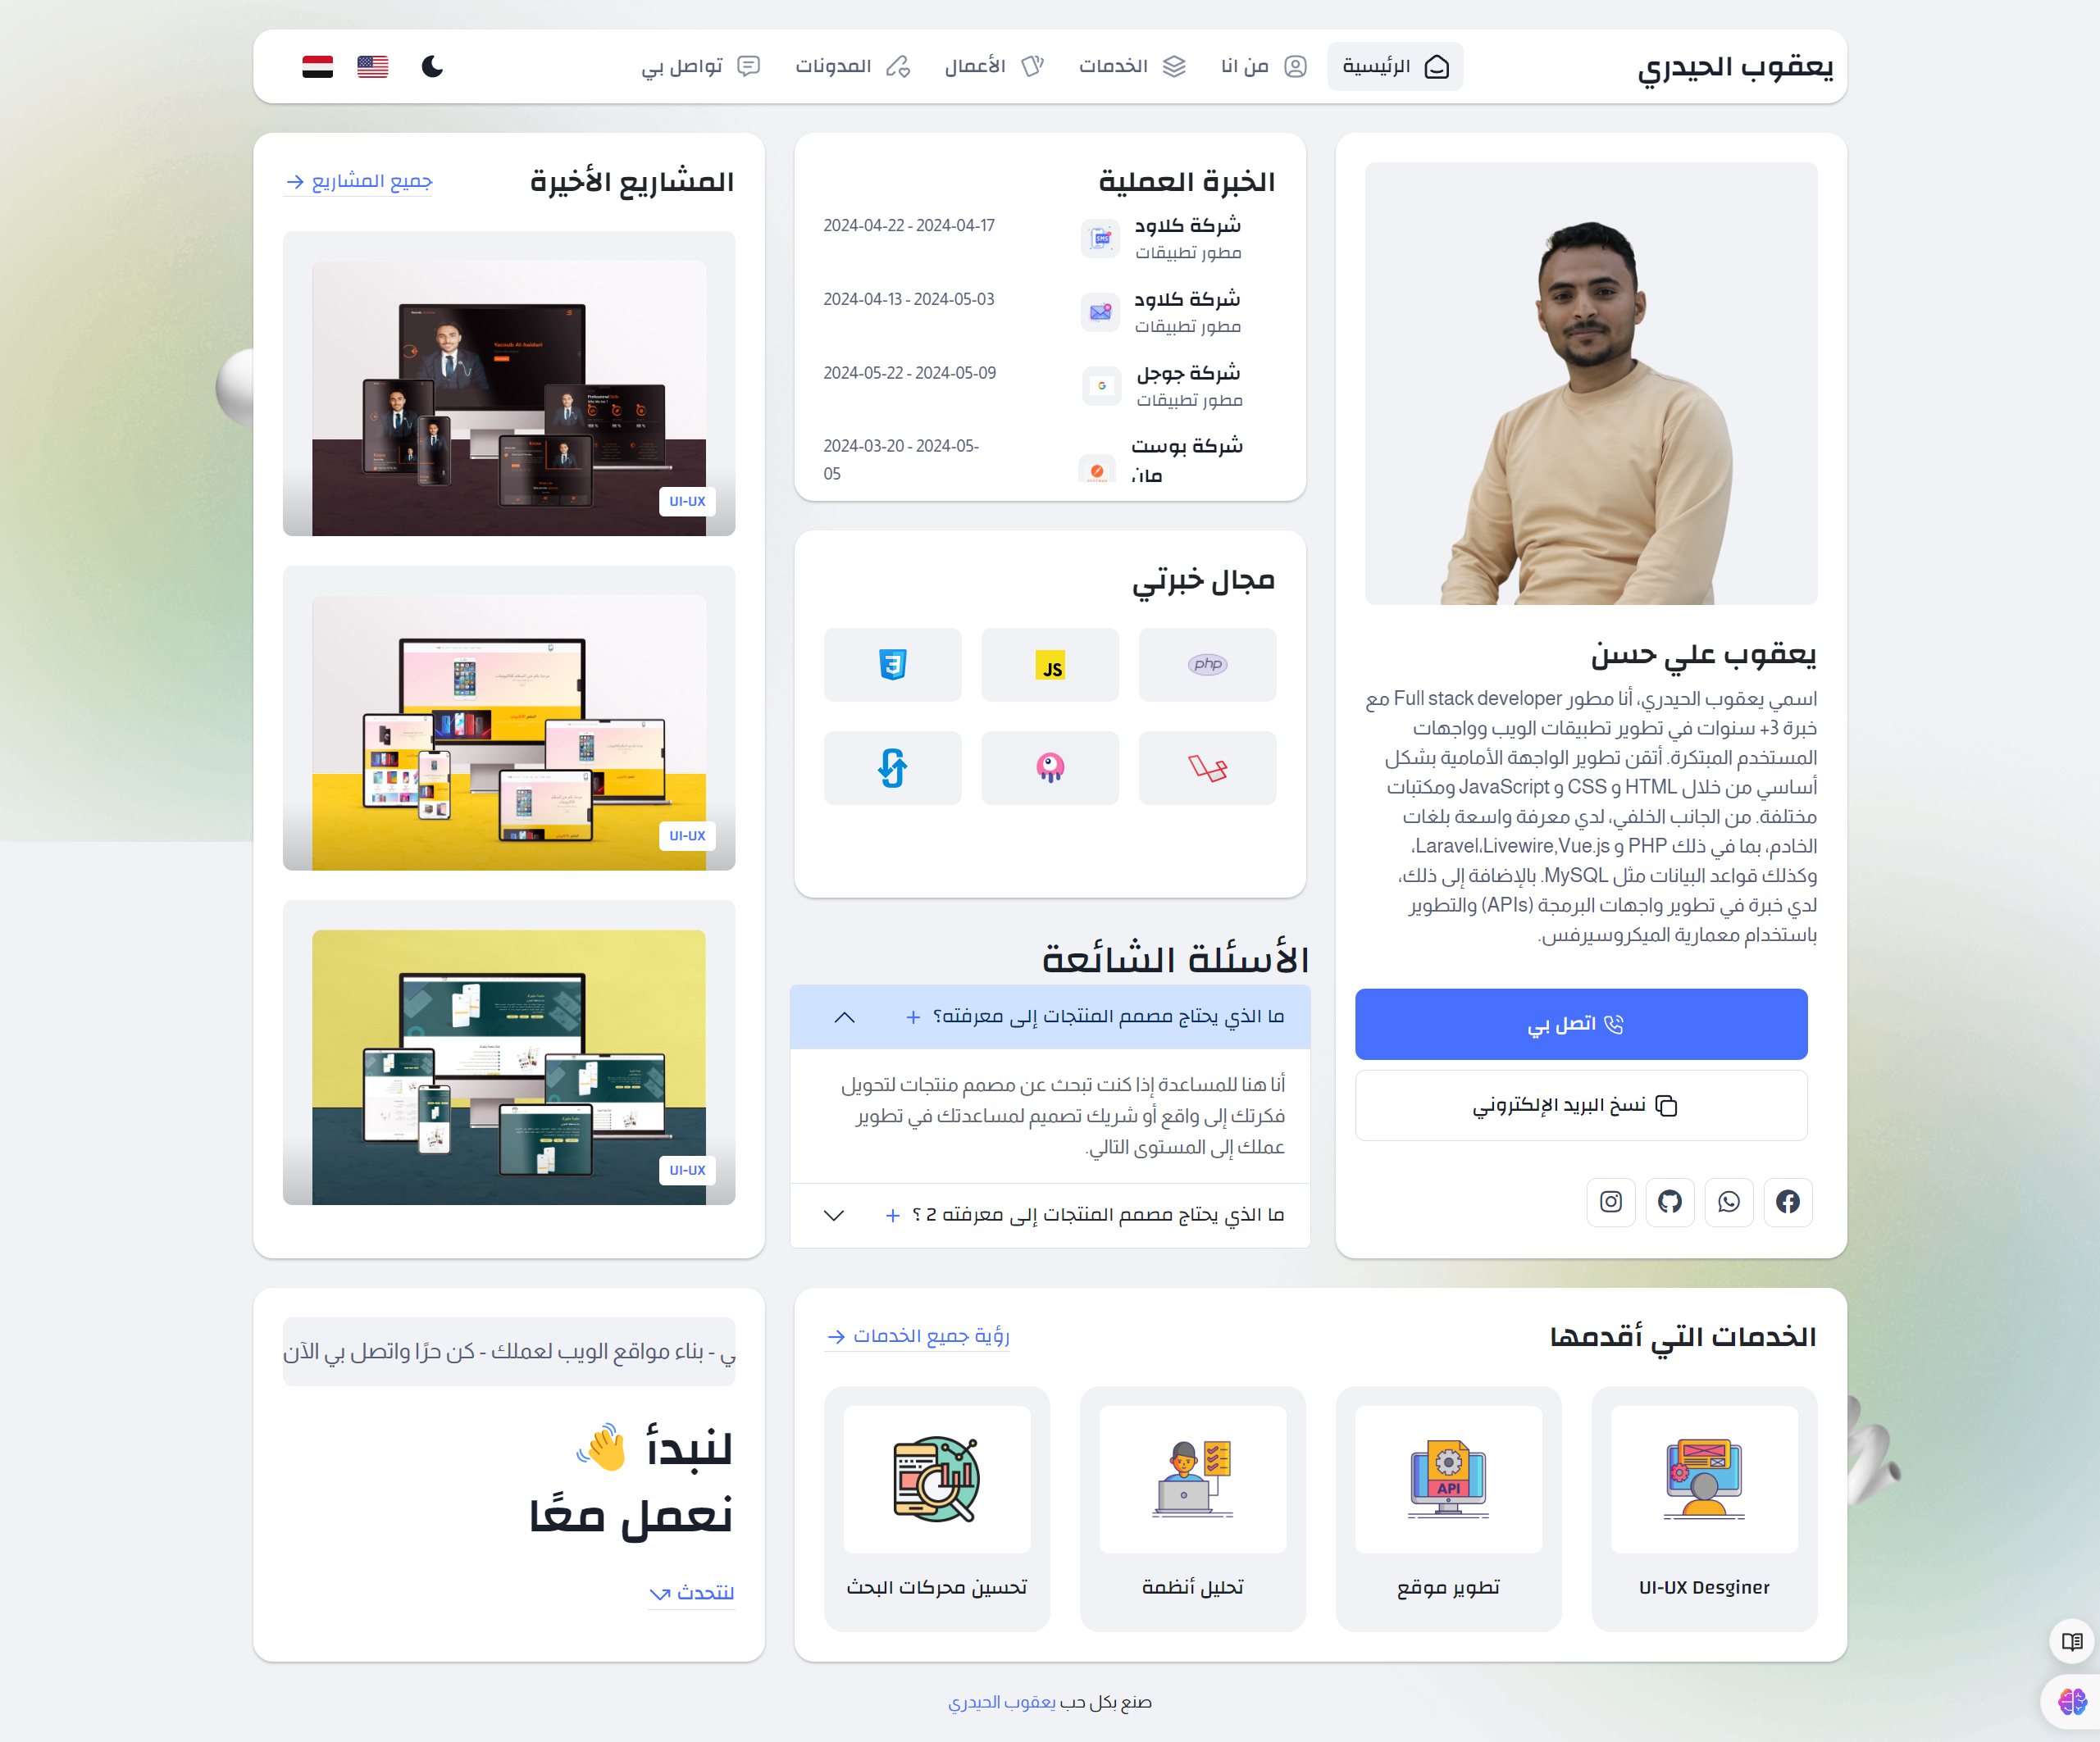 يعقوب الحيدري
الرئيسية
من انا
الخدمات
الأعمال
المدونات
تواصل بي
يعقوب علي حسن
اسمي يعقوب الحيدري، أنا مطور Full stack developer مع
خبرة 3+ سنوات في تطوير تطبيقات الويب وواجهات
المستخدم المبتكرة. أتقن تطوير الواجهة الأمامية بشكل
أساسي من خلال HTML و CSS و JavaScript ومكتبات
مختلفة. من الجانب الخلفي، لدي معرفة واسعة بلغات
الخادم، بما في ذلك PHP و Laravel،Livewire,Vue.js،
وكذلك قواعد البيانات مثل MySQL. بالإضافة إلى ذلك،
لدي خبرة في تطوير واجهات البرمجة (APIs) والتطوير
باستخدام معمارية الميكروسيرفس.
اتصل بي
نسخ البريد الإلكتروني
الخبرة العملية
شركة كلاود
مطور تطبيقات
2024-04-22 - 2024-04-17
شركة كلاود
مطور تطبيقات
2024-04-13 - 2024-05-03
شركة جوجل
مطور تطبيقات
2024-05-22 - 2024-05-09
شركة بوست
مان
2024-03-20 - 2024-05-
05
مجال خبرتي
php
JS
3
الأسئلة الشائعة
ما الذي يحتاج مصمم المنتجات إلى معرفته؟ +
أنا هنا للمساعدة إذا كنت تبحث عن مصمم منتجات لتحويل
فكرتك إلى واقع أو شريك تصميم لمساعدتك في تطوير
عملك إلى المستوى التالي.
ما الذي يحتاج مصمم المنتجات إلى معرفته 2 ؟ +
المشاريع الأخيرة
جميع المشاريع
UI-UX
UI-UX
UI-UX
الخدمات التي أقدمها
رؤية جميع الخدمات
UI-UX Desginer
API
تطوير موقع
تحليل أنظمة
تحسين محركات البحث
ي - بناء مواقع الويب لعملك - كن حرًا واتصل بي الآن
لنبدأ 👋
نعمل معًا
لنتحدث
صنع بكل حب يعقوب الحيدري